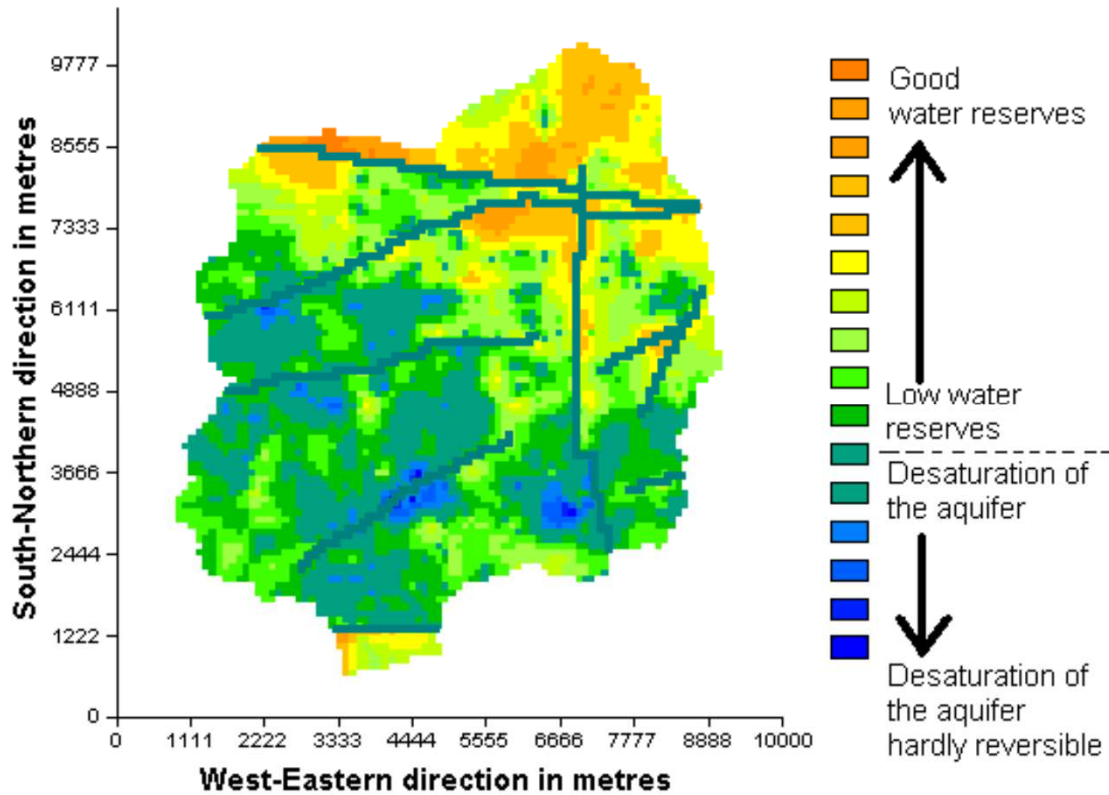 9777
8555
7333
6111
4888
3666
2444
1222
0
South-Northern direction in metres
0 1111 2222 3333 4444 5555 6666 7777 8888 10000
West-Eastern direction in metres
Good
water reserves
Low water
reserves
Desaturation of
the aquifer
Desaturation of
the aquifer
hardly reversible